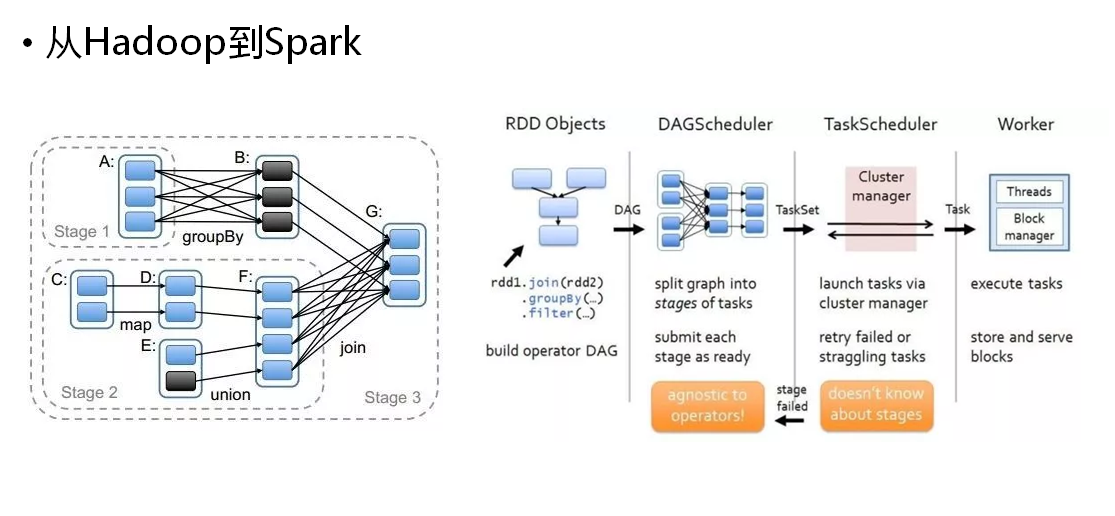 • 从Hadoop到Spark
A:
B:
G:
Stage 1
groupBy
C:
D:
F:
map
E:
join
Stage 2
union
Stage 3
RDD Objects
DAGScheduler
TaskScheduler
Worker
Cluster
manager
Threads
Block
manager
DAG
TaskSet
Task
rdd1.join(rdd2)
.groupBy(…)
.filter(…)
build operator DAG
split graph into
stages of tasks
submit each
stage as ready
launch tasks via
cluster manager
retry failed or
straggling tasks
execute tasks
store and serve
blocks
agnostic to
operators!
stage
failed
doesn't know
about stages